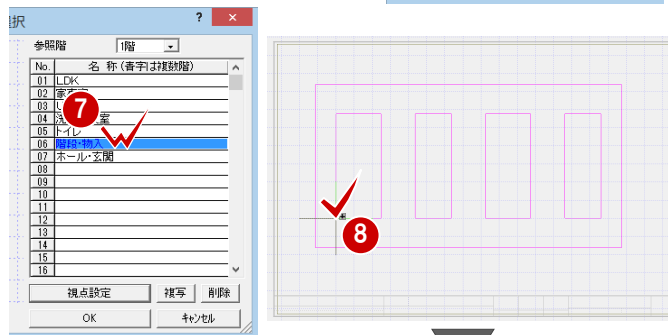 択 ? ×
参照階 1階
No. 名 称 (青字は複数階)
01 LDK
02
03
04 室
05 トイレ
06 階段・物入
07 ホール・玄関
08
09
10
11
12
13
14
15
16
視点設定 複写 削除
OK キャンセル
7
8